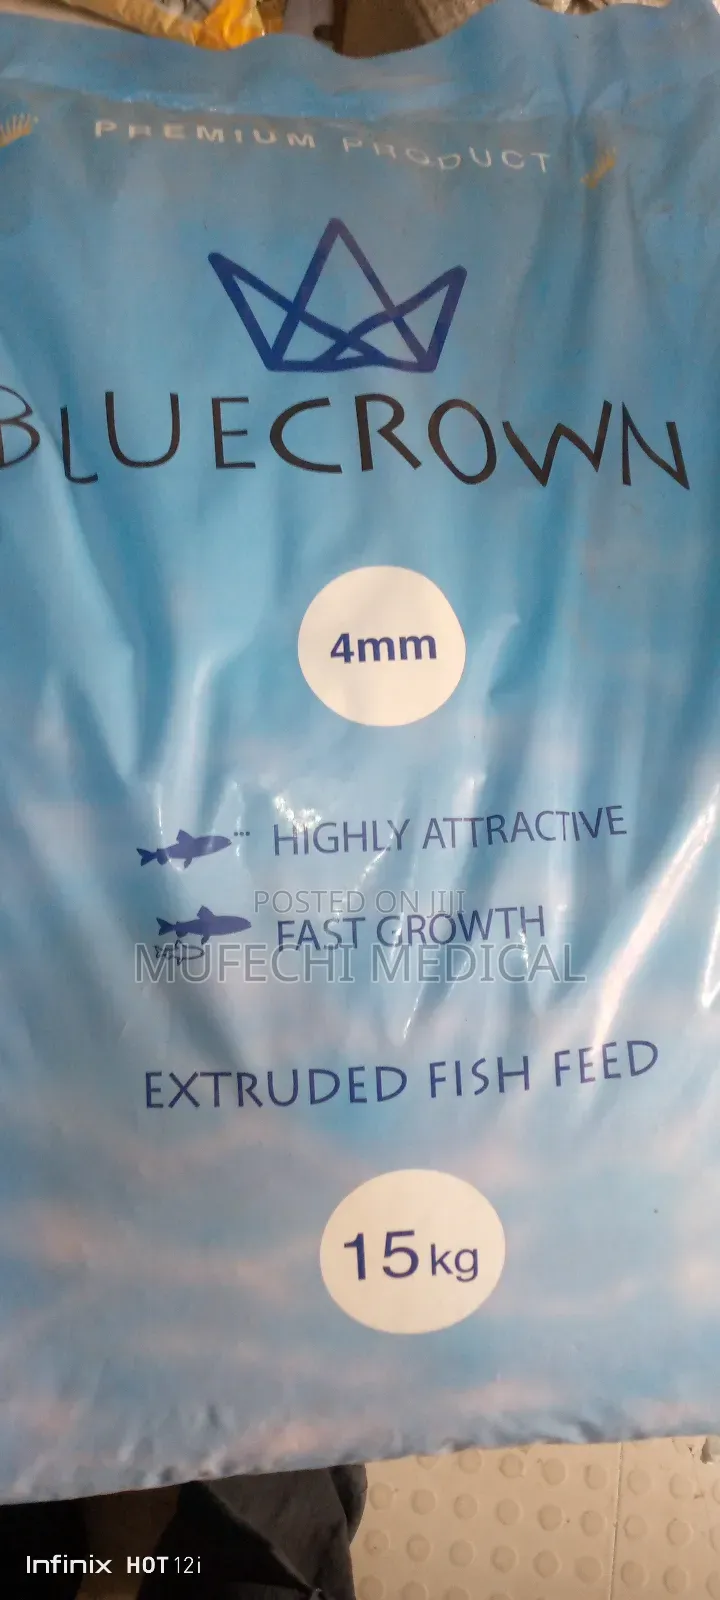 PREMIUM PRODUCT
BLUECROWN
4mm
HIGHLY ATTRACTIVE
POSTED ON JIJI
FAST GROWTH
MUFECHI MEDICAL
EXTRUDED FISH FEED
15kg
Infinix HOT 12i